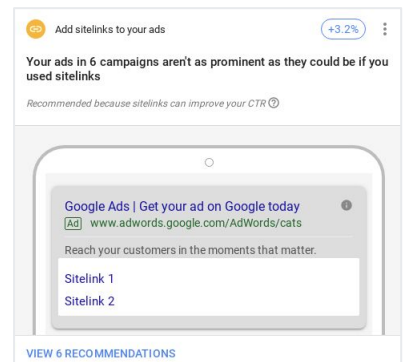 Add sitelinks to your ads
+3.2%
Your ads in 6 campaigns aren't as prominent as they could be if you
used sitelinks
Recommended because sitelinks can improve your CTR ?
Google Ads | Get your ad on Google today
Ad www.adwords.google.com/AdWords/cats
Reach your customers in the moments that matter.
Sitelink 1
Sitelink 2
VIEW 6 RECOMMENDATIONS